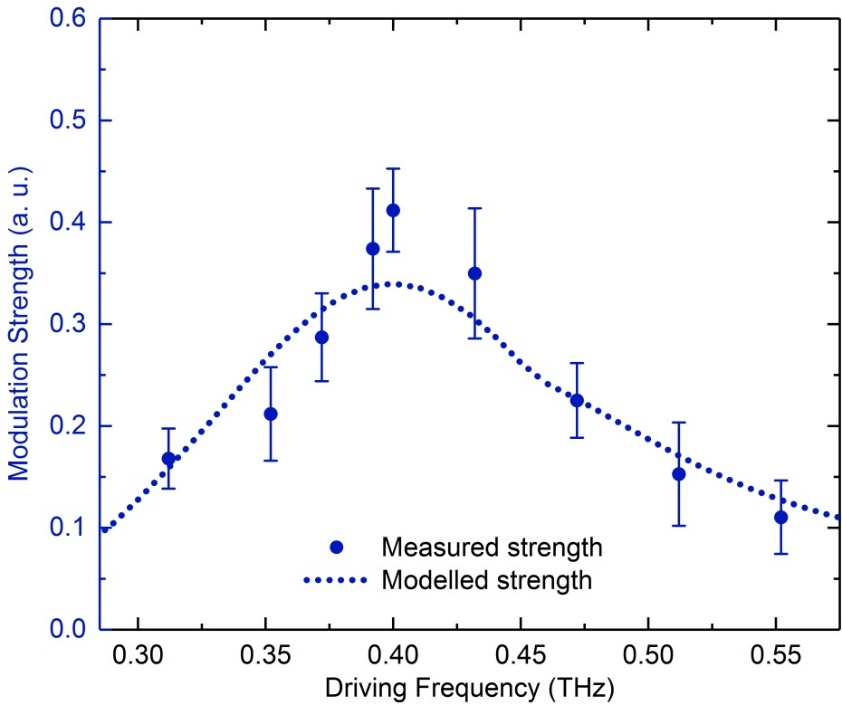 0.6
0.5
0.4
0.3
0.2
0.1
0.0
Modulation Strength (a. u.)
Measured strength
Modelled strength
0.30 0.35 0.40 0.45 0.50 0.55
Driving Frequency (THz)